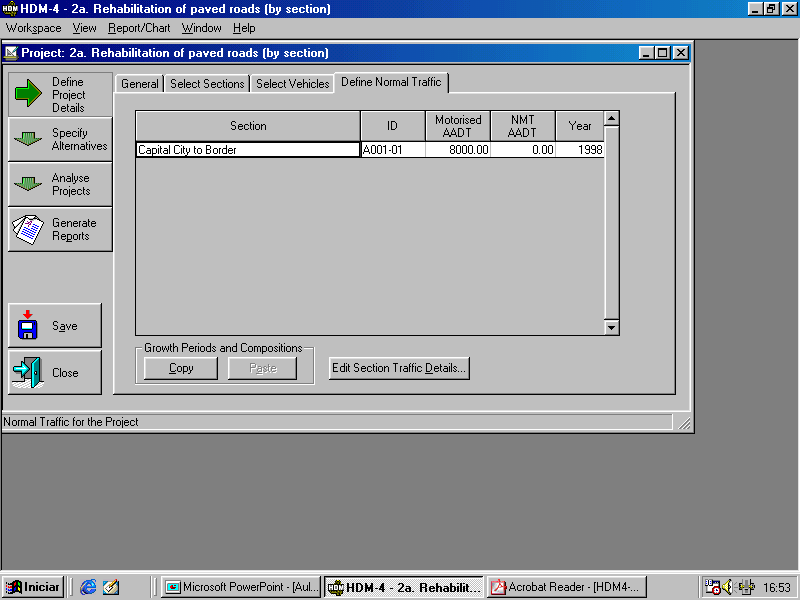 HDM-4 - 2a. Rehabilitation of paved roads (by section)
Workspace View Report/Chart Window Help
Project: 2a. Rehabilitation of paved roads (by section)
Define Project Details
Specify Alternatives
Analyse Projects
Generate Reports
Save
Close
General Select Sections Select Vehicles Define Normal Traffic
Section ID Motorised AADT NMT AADT Year
Capital City to Border A001-01 8000.00 0.00 1998
Growth Periods and Compositions
Copy Paste Edit Section Traffic Details...
Normal Traffic for the Project
Iniciar Microsoft PowerPoint - [Aul... HDM-4 - 2a. Rehabilit... Acrobat Reader - [HDM4-... 16:53